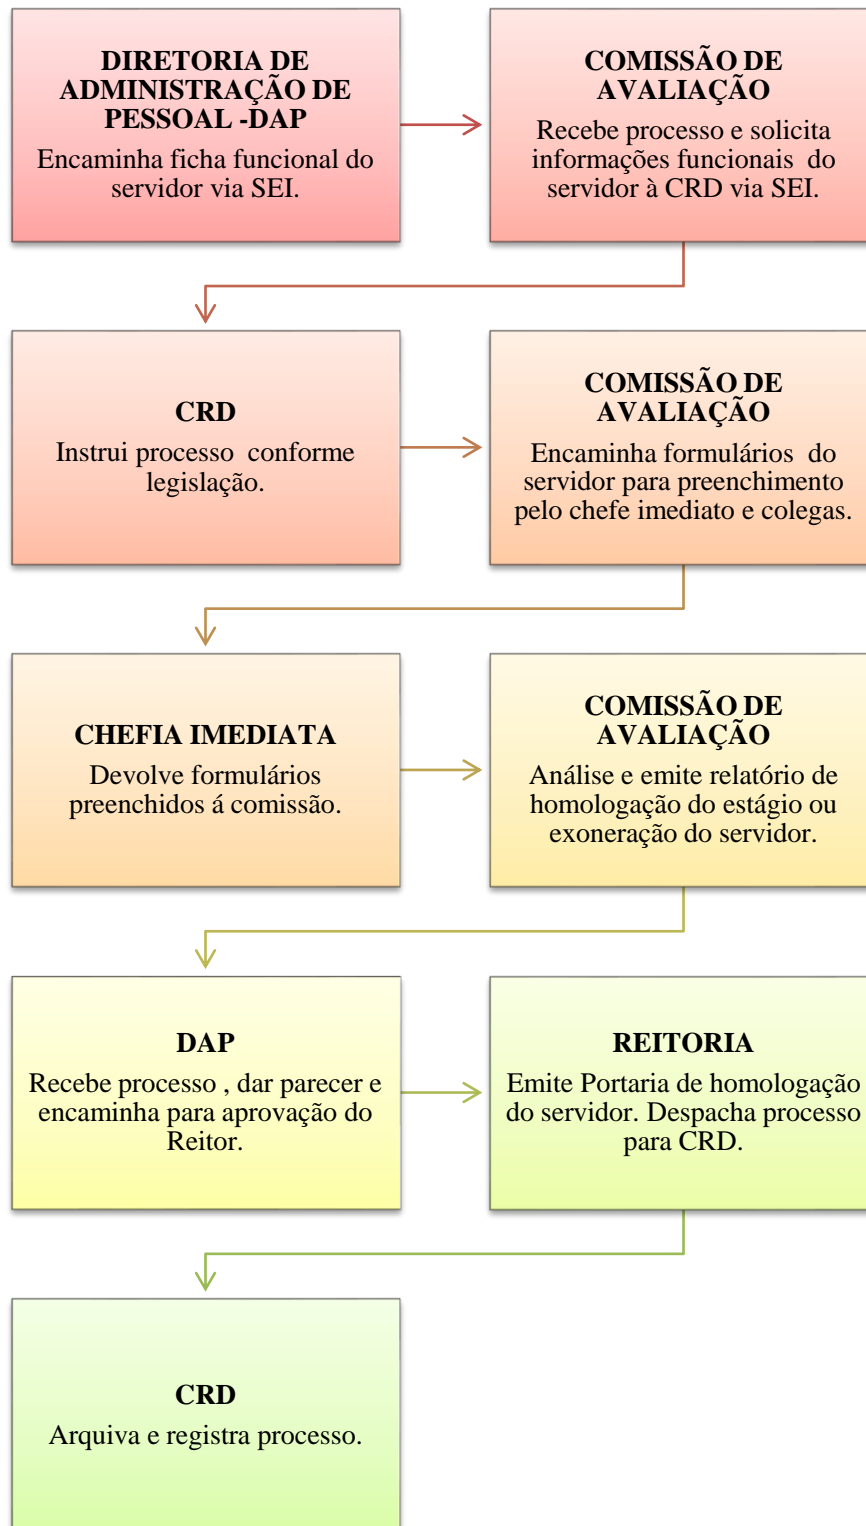 DIRETORIA DE
ADMINISTRAÇÃO DE
PESSOAL -DAP
Encaminha ficha funcional do
servidor via SEI.
COMISSÃO DE
AVALIAÇÃO
Recebe processo e solicita
informações funcionais do
servidor à CRD via SEI.
CRD
Instrui processo conforme
legislação.
COMISSÃO DE
AVALIAÇÃO
Encaminha formulários do
servidor para preenchimento
pelo chefe imediato e colegas.
CHEFIA IMEDIATA
Devolve formulários
preenchidos á comissão.
COMISSÃO DE
AVALIAÇÃO
Análise e emite relatório de
homologação do estágio ou
exoneração do servidor.
DAP
Recebe processo , dar parecer e
encaminha para aprovação do
Reitor.
REITORIA
Emite Portaria de homologação
do servidor. Despacha processo
para CRD.
CRD
Arquiva e registra processo.